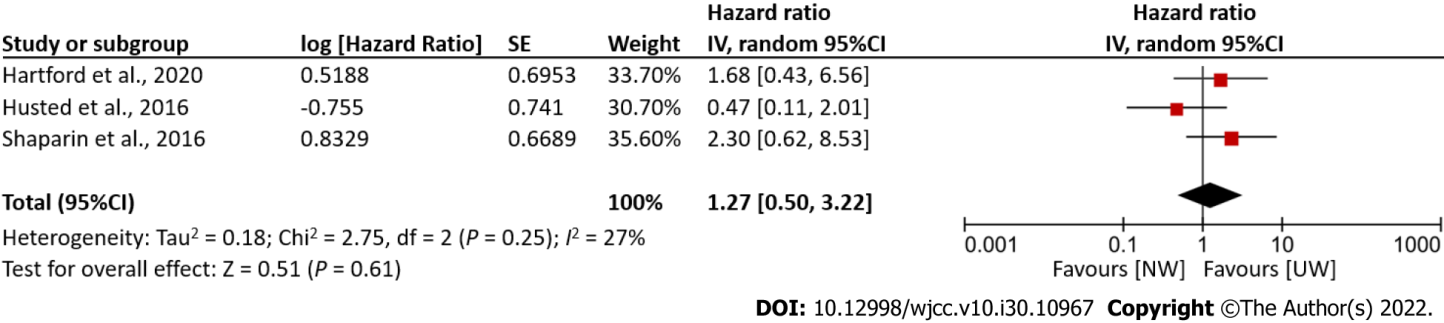 Hazard ratio Hazard ratio
Study or subgroup log [Hazard Ratio] SE Weight IV, random 95%CI IV, random 95%CI
Hartford et al., 2020 0.5188 0.6953 33.70% 1.68 [0.43, 6.56]
Husted et al., 2016 -0.755 0.741 30.70% 0.47 [0.11, 2.01]
Shaparin et al., 2016 0.8329 0.6689 35.60% 2.30 [0.62, 8.53]
Total (95%CI) 100% 1.27 [0.50, 3.22]
Heterogeneity: Tau² = 0.18; Chi² = 2.75, df = 2 (P = 0.25); I² = 27%
Test for overall effect: Z = 0.51 (P = 0.61)
0.001 0.1 1 10 1000
Favours [NW] Favours [UW]
DOI: 10.12998/wjcc.v10.i30.10967 Copyright ©The Author(s) 2022.